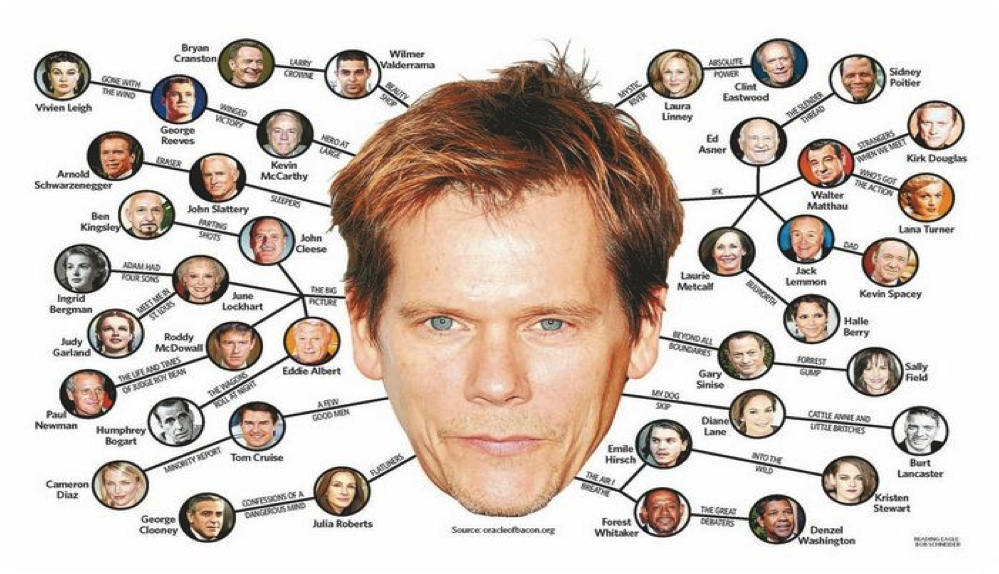 Bryan
Cranston
LARRY
CROWNE
Wilmer
Valderrama
BEAUTY
SHOP
Vivien Leigh
GONE WITH
THE WIND
George
Reeves
WINGED
VICTORY
Kevin
McCarthy
HERO AT
LARGE
Arnold
Schwarzenegger
ERASER
John Slattery
SLEEPERS
Ben
Kingsley
PARTING
SHOTS
John
Cleese
Ingrid
Bergman
ADAM HAD
FOUR SONS
June
Lockhart
THE BIG
PICTURE
Judy
Garland
MEET ME IN
ST. LOUIS
Roddy
McDowall
Eddie Albert
Paul
Newman
THE LIFE AND TIMES
OF JUDGE ROY BEAN
Humphrey
Bogart
THE WAGONS
ROLL AT NIGHT
Tom Cruise
A FEW
GOOD MEN
Cameron
Diaz
MINORITY REPORT
George
Clooney
CONFESSIONS OF A
DANGEROUS MIND
Julia Roberts
FLATLINERS
MYSTIC
RIVER
Laura
Linney
ABSOLUTE
POWER
Clint
Eastwood
Sidney
Poitier
THE SLENDER
THREAD
Ed
Asner
JFK
STRANGERS
WHEN WE MEET
Kirk Douglas
Walter
Matthau
WHO'S GOT
THE ACTION
Lana Turner
Laurie
Metcalf
Jack
Lemmon
DAD
Kevin Spacey
BULWORTH
Halle
Berry
BEYOND ALL
BOUNDARIES
Gary
Sinise
FORREST
GUMP
Sally
Field
MY DOG
SKIP
Diane
Lane
CATTLE ANNIE AND
LITTLE BRITCHES
Burt
Lancaster
Emile
Hirsch
INTO THE
WILD
Kristen
Stewart
THE AIR I
BREATHE
Forest
Whitaker
THE GREAT
DEBATERS
Denzel
Washington
Source: oracleofbacon.org
READING EAGLE
BOB SCHNEIDER